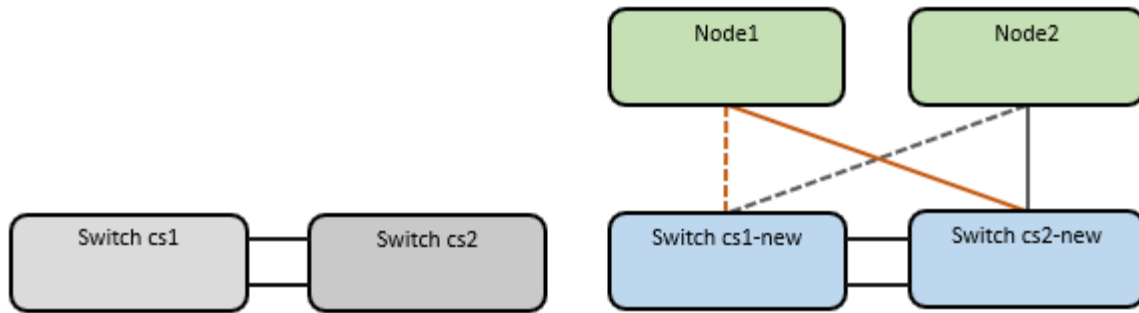 Node1
Node2
Switch cs1
Switch cs2
Switch cs1-new
Switch cs2-new